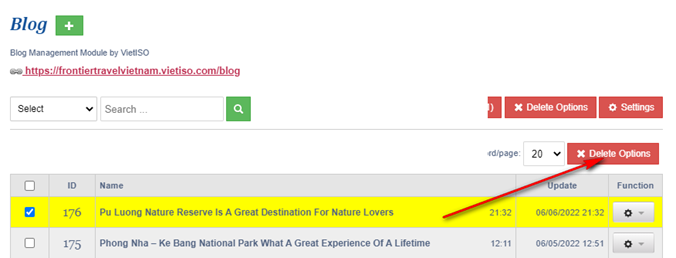 Blog +
Blog Management Module by VietISO
https://frontiertravelvietnam.vietiso.com/blog
Select Search ... Delete Options Settings
rd/page: 20 Delete Options
ID Name Update Function
176 Pu Luong Nature Reserve Is A Great Destination For Nature Lovers 21:32 06/06/2022 21:32
175 Phong Nha – Ke Bang National Park What A Great Experience Of A Lifetime 12:11 06/05/2022 12:51